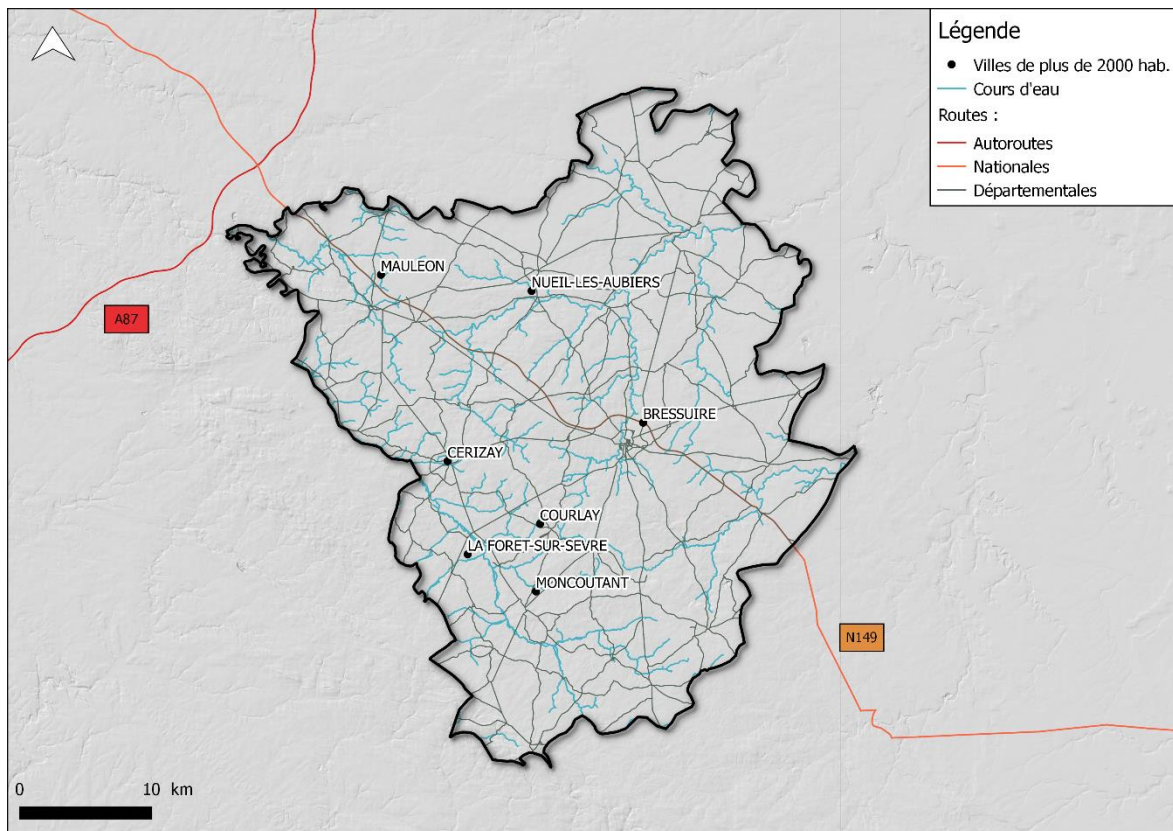 Légende
Villes de plus de 2000 hab.
Cours d'eau
Routes :
Autoroutes
Nationales
Départementales
MAULEON
NUEIL-LES-AUBIERS
A87
BRESSUIRE
CERIZAY
COURLAY
LA FORET-SUR-SEVRE
MONCOUTANT
N149
0 10 km